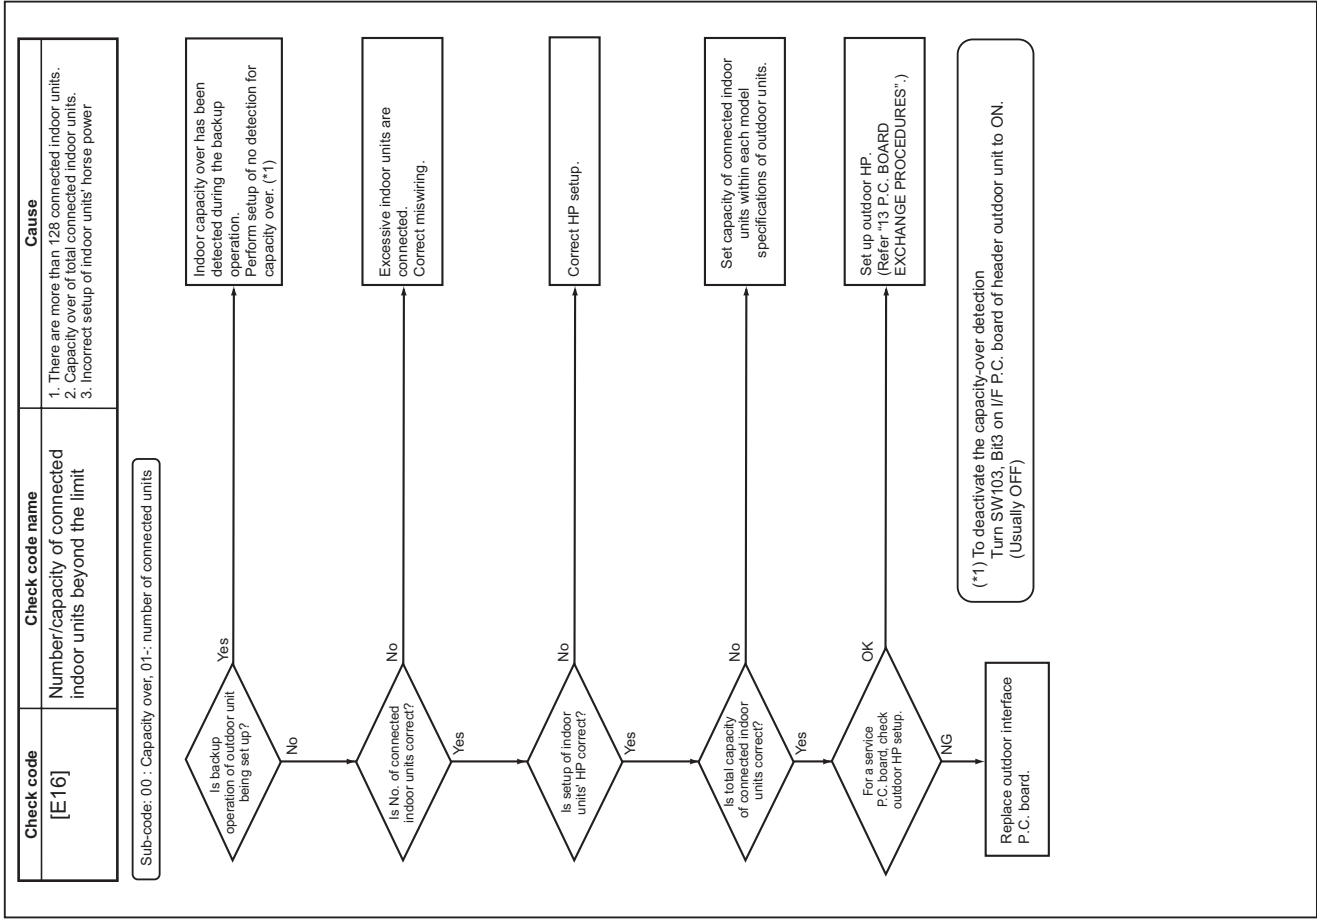 Check code
Check code name
Cause
[E16]
Number/capacity of connected
indoor units beyond the limit
1. There are more than 128 connected indoor units.
2. Capacity over of total connected indoor units.
3. Incorrect setup of indoor units' horse power
Sub-code: 00 : Capacity over, 01-: number of connected units
Is backup
operation of outdoor unit
being set up?
Yes
Indoor capacity over has been
detected during the backup
operation.
Perform setup of no detection for
capacity over. (*1)
No
Is No. of connected
indoor units correct?
No
Excessive indoor units are
connected.
Correct miswiring.
Yes
Is setup of indoor
units' HP correct?
No
Correct HP setup.
Yes
Is total capacity
of connected indoor
units correct?
No
Set capacity of connected indoor
units within each model
specifications of outdoor units.
Yes
For a service
P.C. board, check
outdoor HP setup.
OK
Set up outdoor HP.
(Refer “13 P.C. BOARD
EXCHANGE PROCEDURES”.)
NG
Replace outdoor interface
P.C. board.
(*1) To deactivate the capacity-over detection
Turn SW103, Bit3 on I/F P.C. board of header outdoor unit to ON.
(Usually OFF)